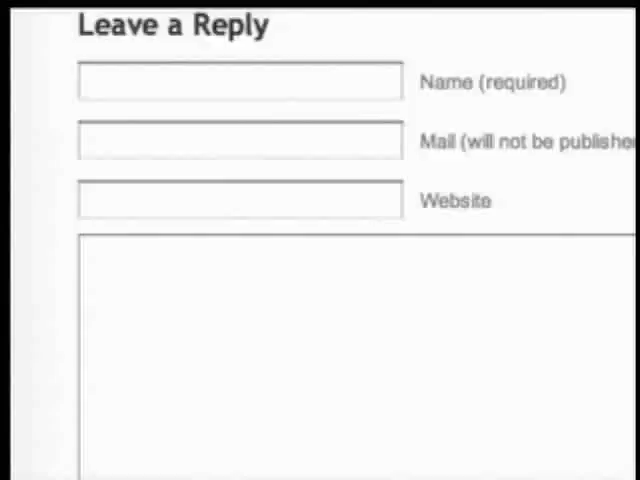 Leave a Reply
Name (required)
Mail (will not be publishe
Website